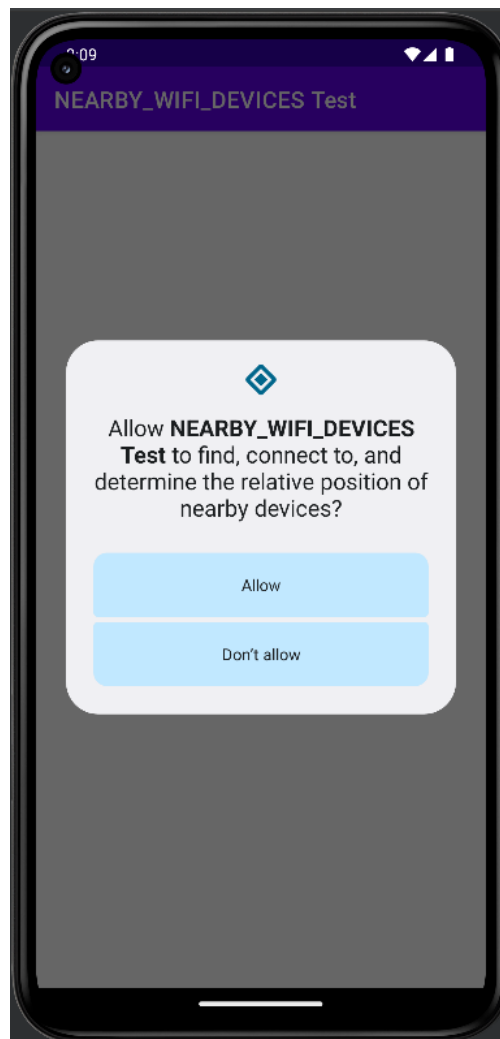 :09
NEARBY_WIFI_DEVICES Test
Allow NEARBY_WIFI_DEVICES
Test to find, connect to, and
determine the relative position of
nearby devices?
Allow
Don’t allow